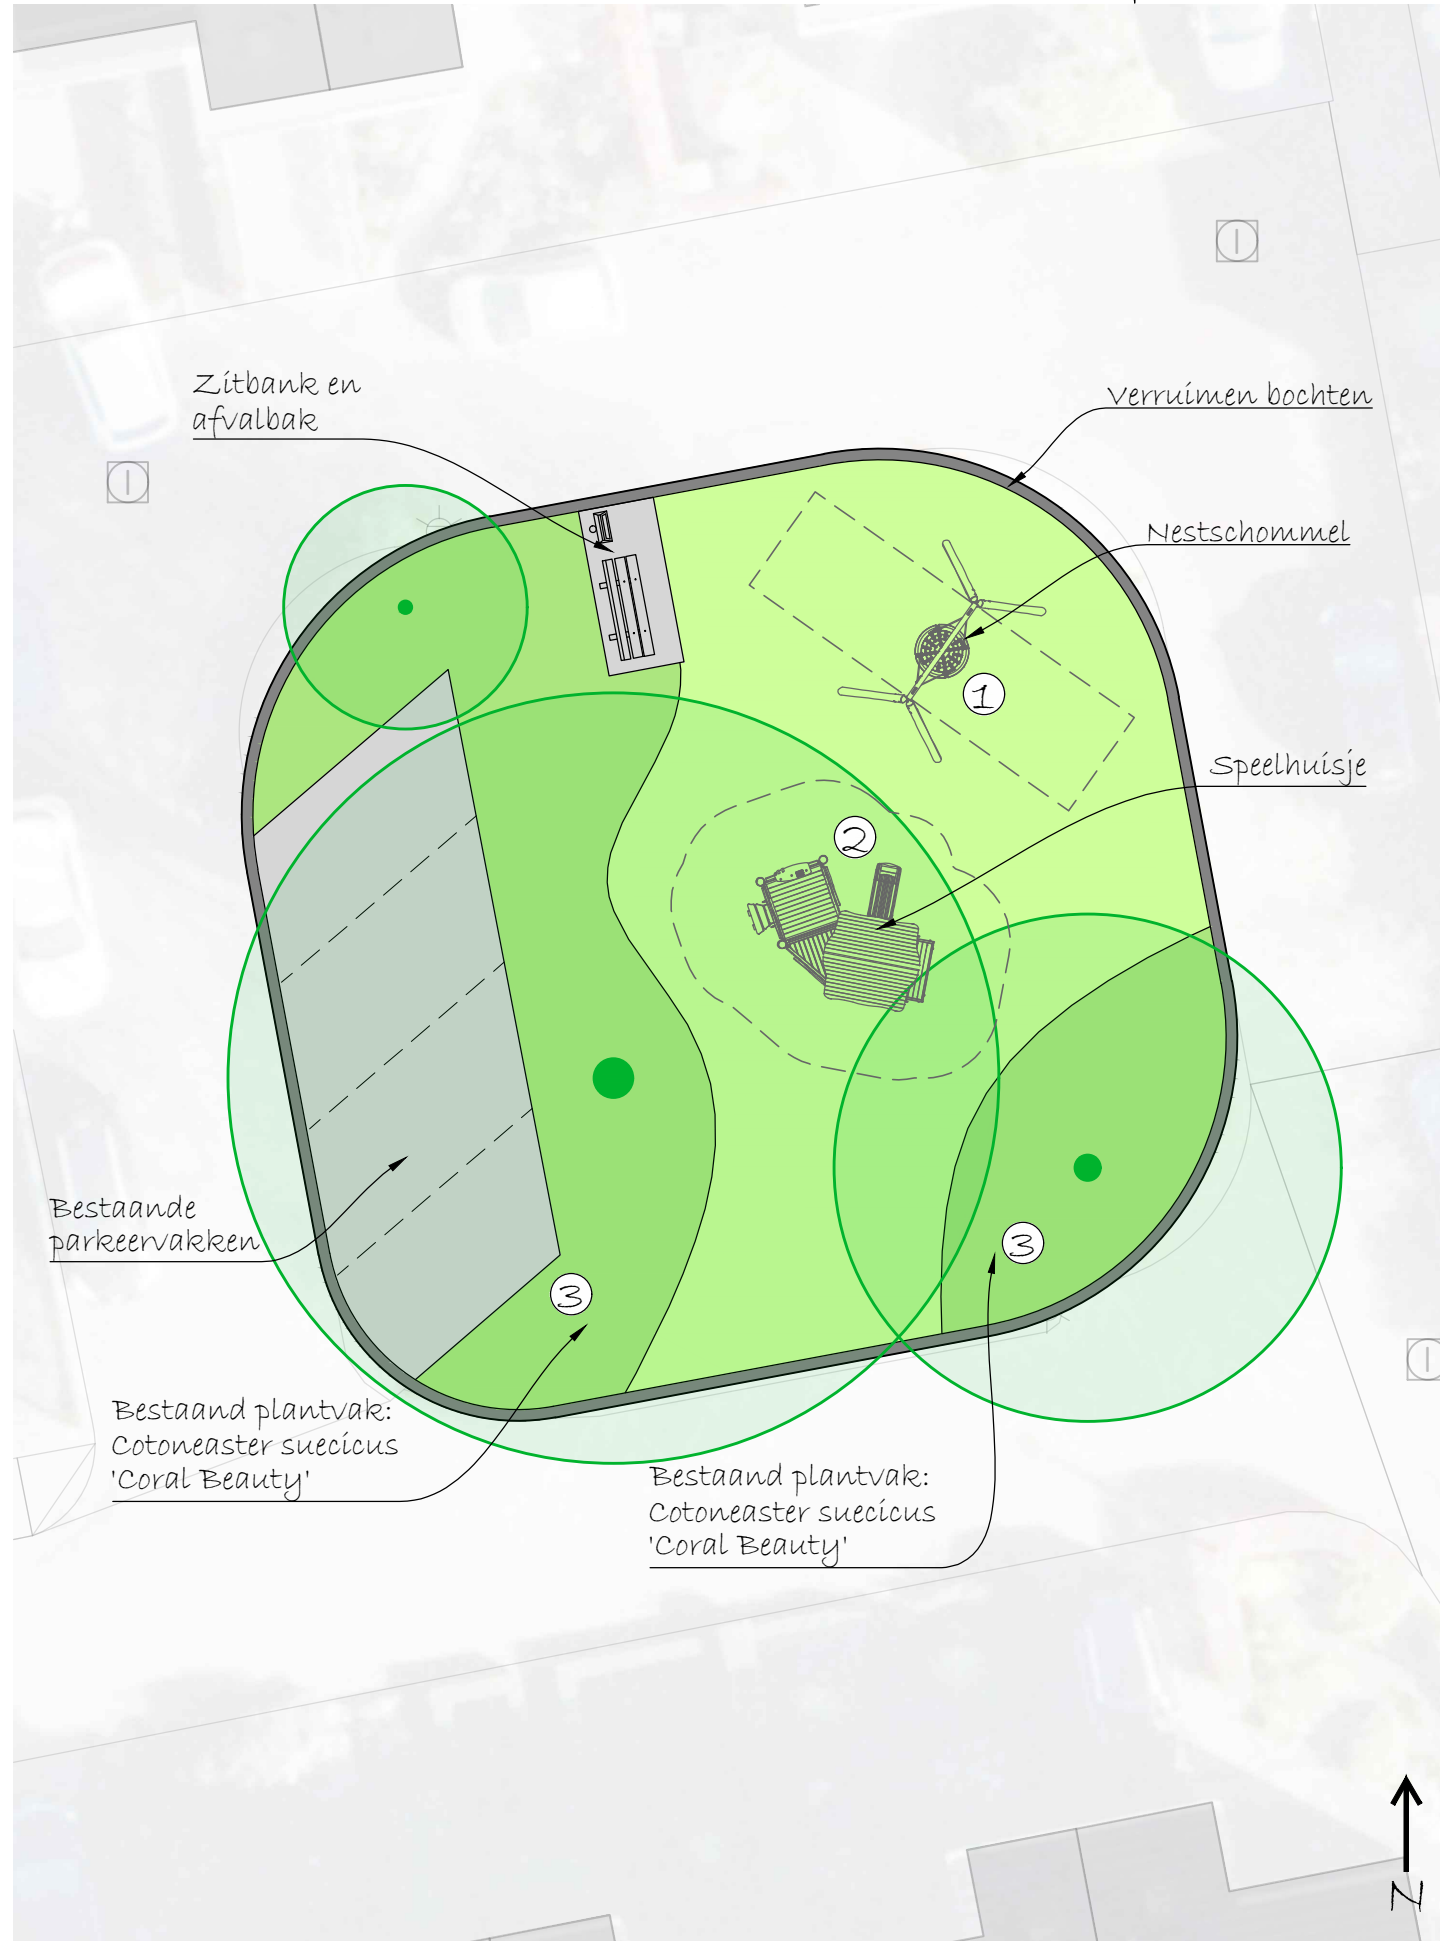 Zitbank en
afvalbak
Verruimen bochten
Nestschommel
1
Speelhuisje
2
Bestaande
parkeervakken
3
3
Bestaand plantvak:
Cotoneaster suecicus
'Coral Beauty'
Bestaand plantvak:
Cotoneaster suecicus
'Coral Beauty'
N